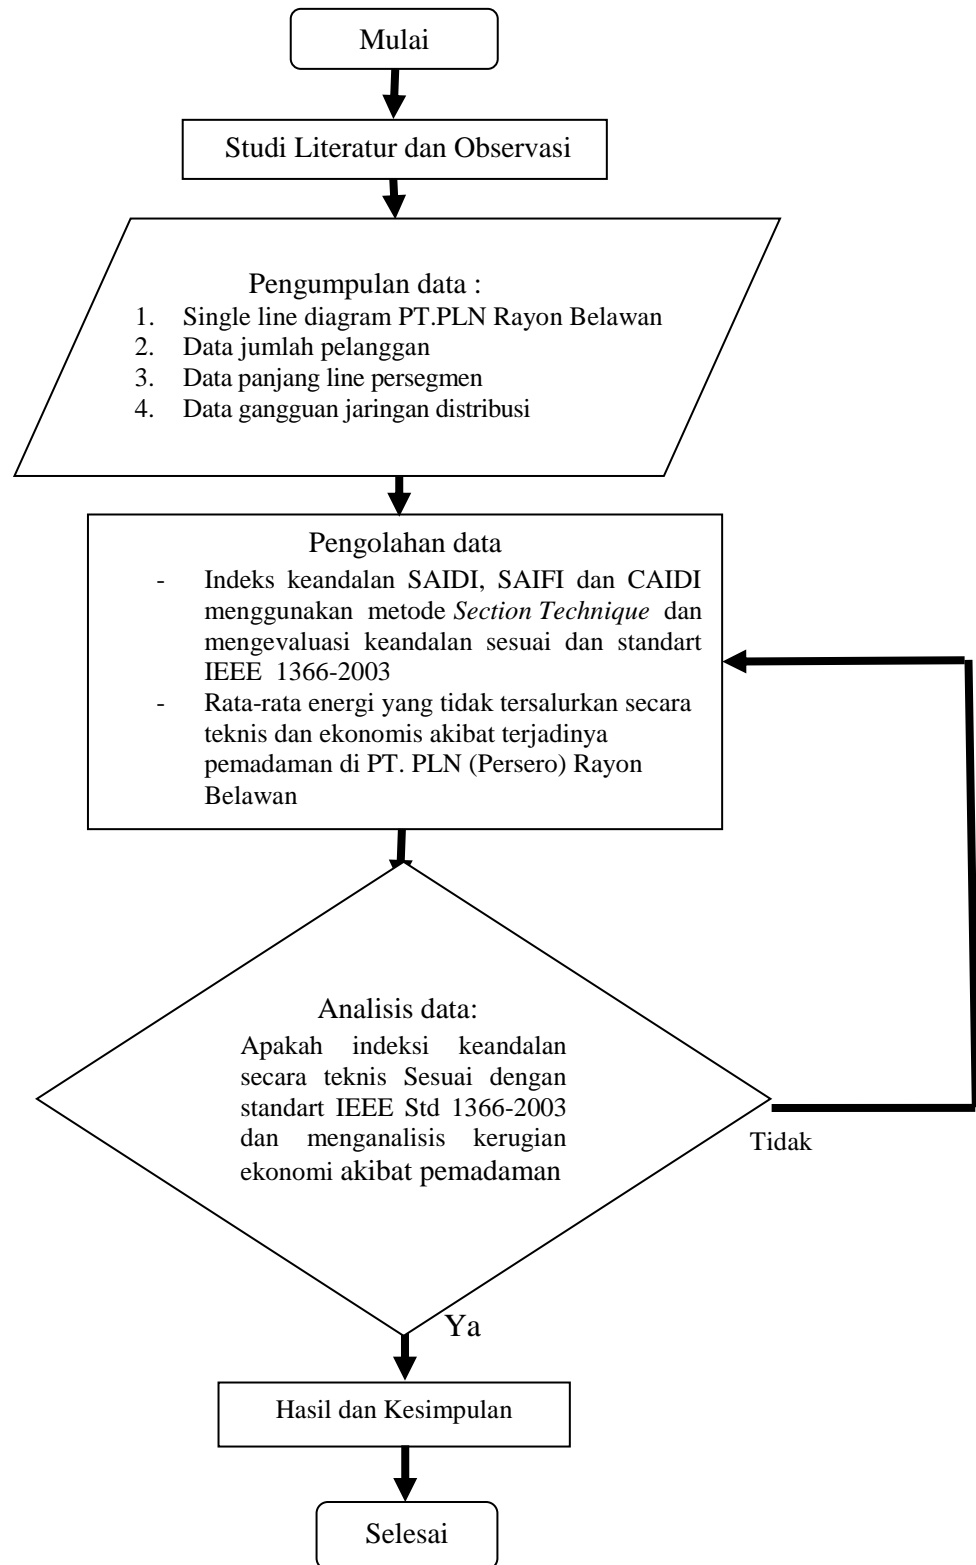 Mulai
Studi Literatur dan Observasi
Pengumpulan data :
1. Single line diagram PT.PLN Rayon Belawan
2. Data jumlah pelanggan
3. Data panjang line persegmen
4. Data gangguan jaringan distribusi
Pengolahan data
- Indeks keandalan SAIDI, SAIFI dan CAIDI
menggunakan metode Section Technique dan
mengevaluasi keandalan sesuai dan standart
IEEE 1366-2003
- Rata-rata energi yang tidak tersalurkan secara
teknis dan ekonomis akibat terjadinya
pemadaman di PT. PLN (Persero) Rayon
Belawan
Analisis data:
Apakah indeksi keandalan
secara teknis Sesuai dengan
standart IEEE Std 1366-2003
dan menganalisis kerugian
ekonomi akibat pemadaman
Tidak
Ya
Hasil dan Kesimpulan
Selesai